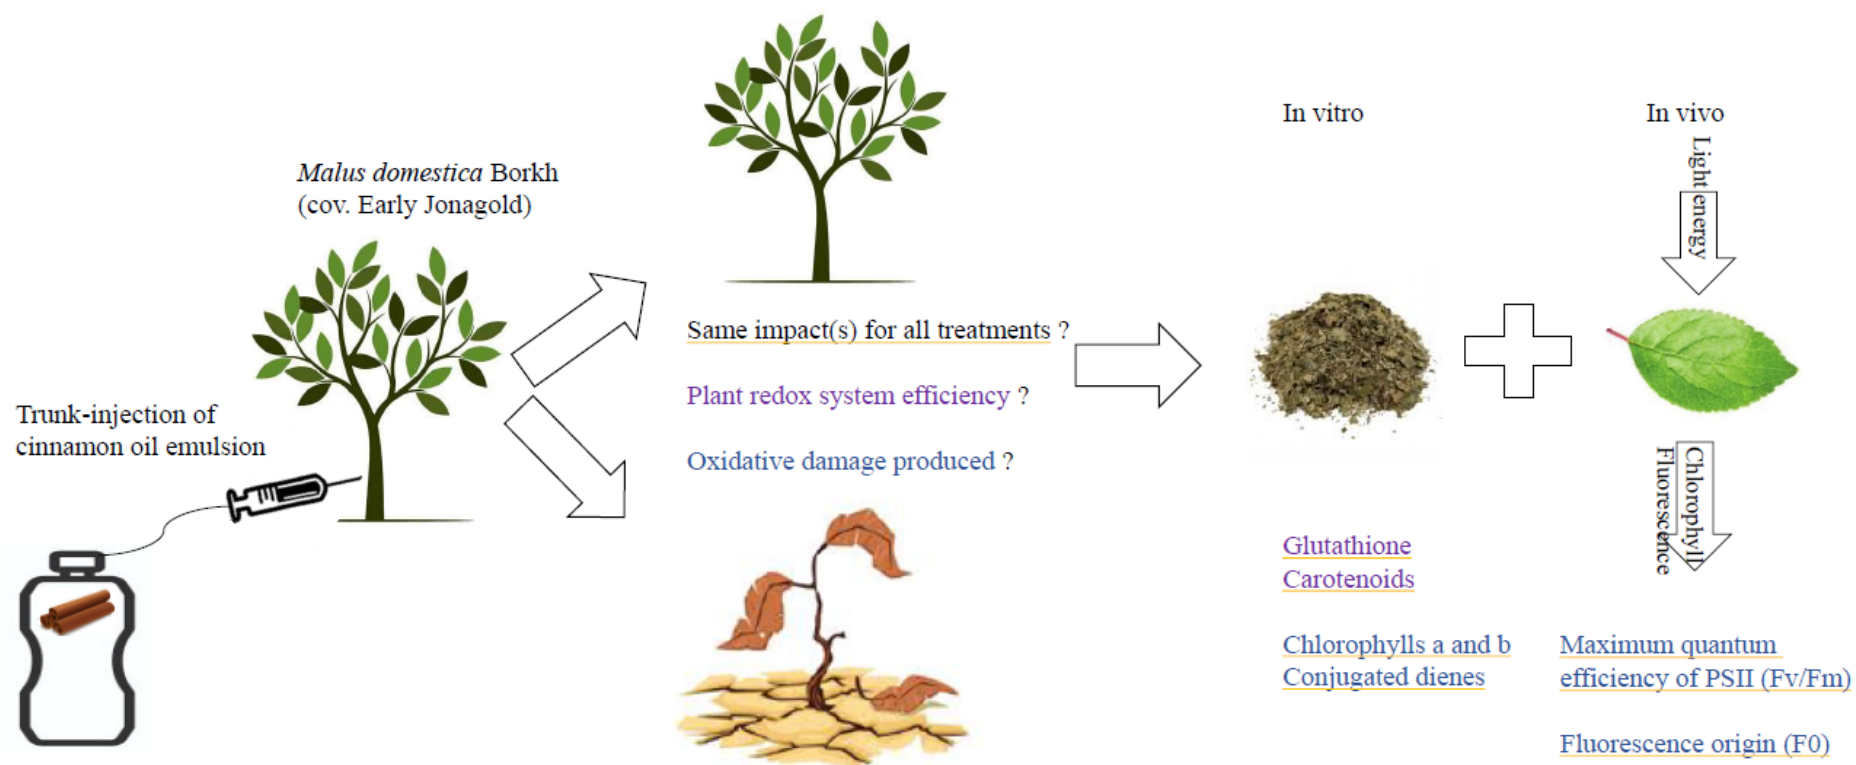 Trunk-injection of
cinnamon oil emulsion
Malus domestica Borkh
(cov. Early Jonagold)
Same impact(s) for all treatments ?
Plant redox system efficiency ?
Oxidative damage produced ?
In vitro
Glutathione
Carotenoids
Chlorophylls a and b
Conjugated dienes
In vivo
Light energy
Chlorophyll
Fluorescence
Maximum quantum
efficiency of PSII (Fv/Fm)
Fluorescence origin (F0)